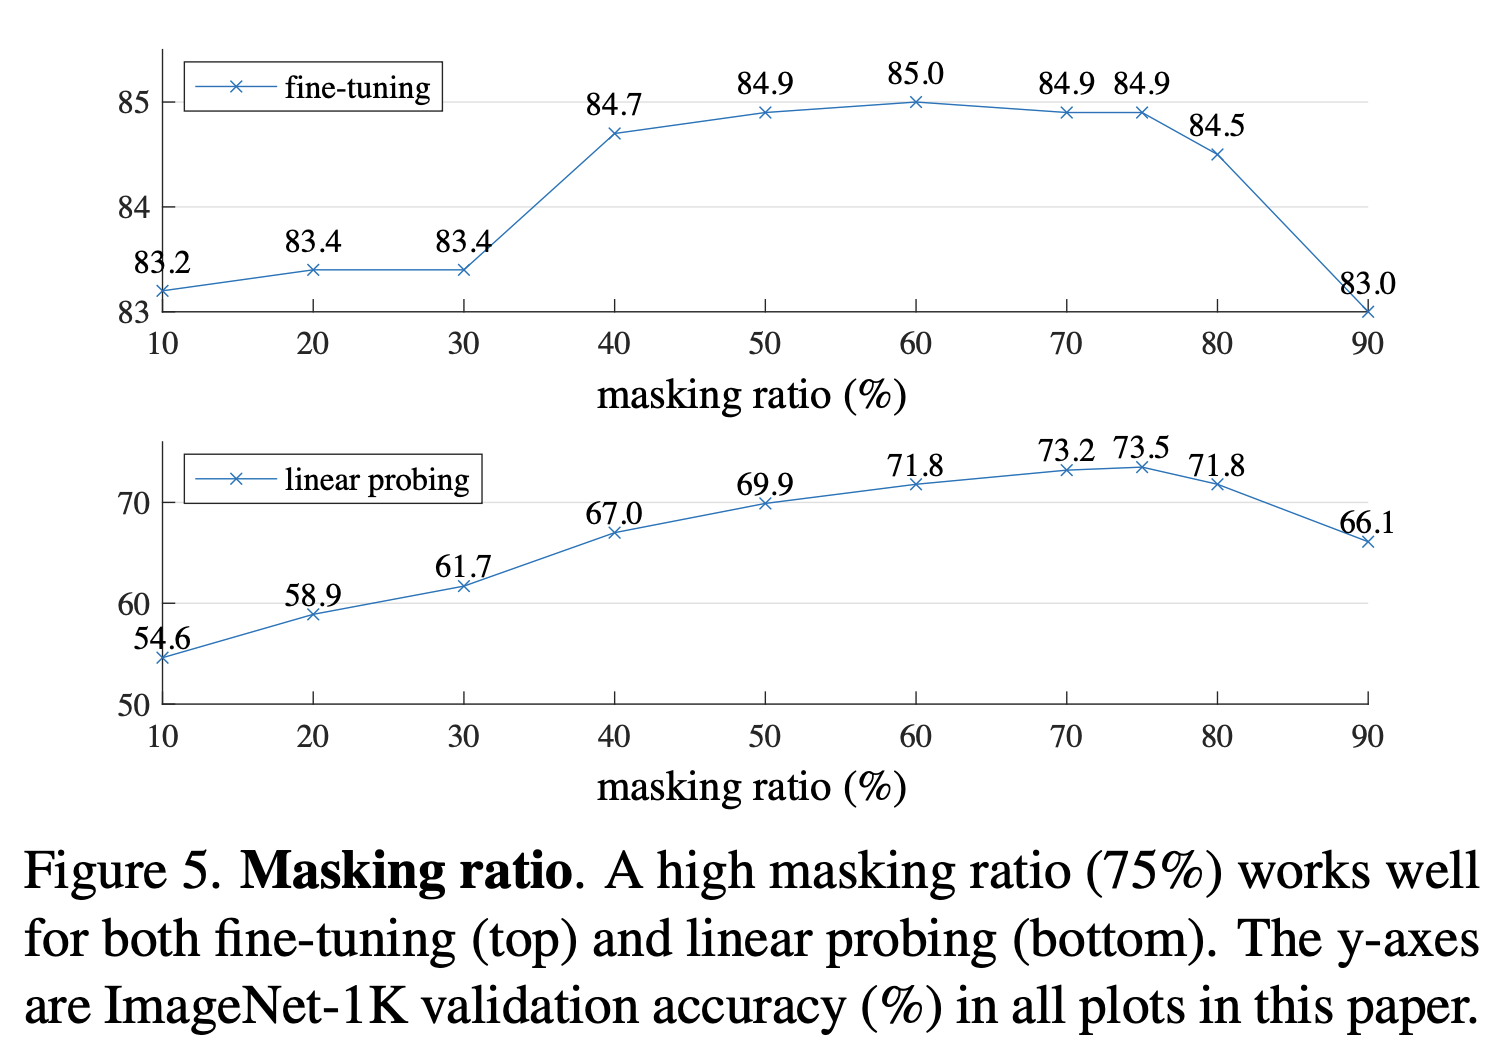 fine-tuning
85
84
83
83.2
83.4
83.4
84.7
84.9
85.0
84.9
84.9
84.5
83.0
10 20 30 40 50 60 70 80 90
masking ratio (%)
linear probing
70
60
50
54.6
58.9
61.7
67.0
69.9
71.8
73.2
73.5
71.8
66.1
10 20 30 40 50 60 70 80 90
masking ratio (%)
Figure 5. Masking ratio. A high masking ratio (75%) works well
for both fine-tuning (top) and linear probing (bottom). The y-axes
are ImageNet-1K validation accuracy (%) in all plots in this paper.